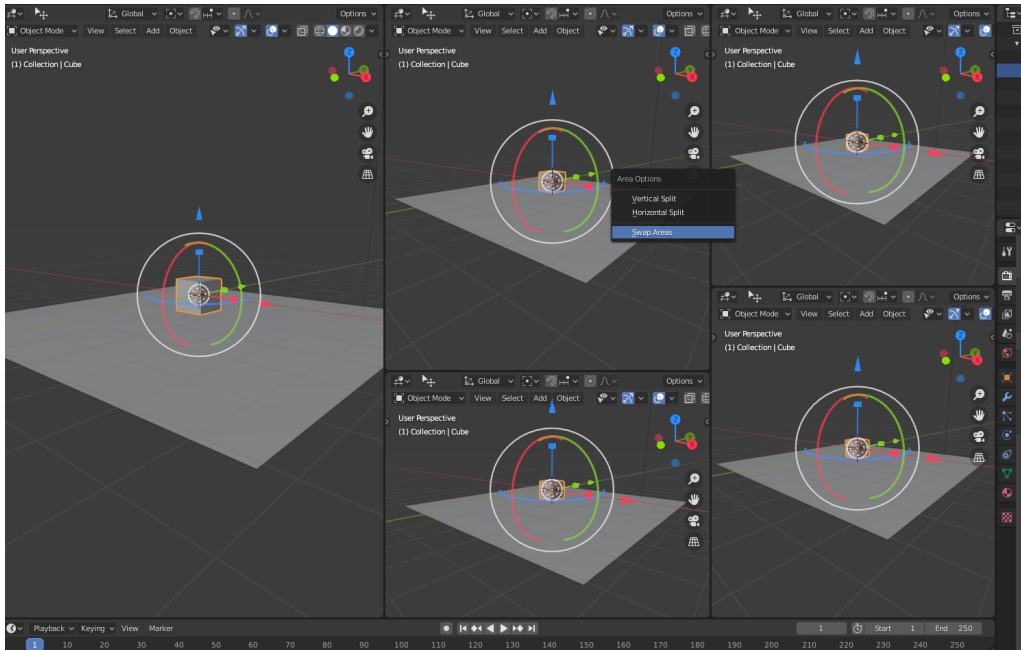 Global Options
Object Mode View Select Add Object
User Perspective
(1) Collection | Cube
Z
Y
X
Global Options
Object Mode View Select Add Object
User Perspective
(1) Collection | Cube
Z
Y
X
Global Options
Object Mode View Select Add Object
User Perspective
(1) Collection | Cube
Z
Y
X
Area Options
Vertical Split
Horizontal Split
Swap Areas
Global Options
Object Mode View Select Add Object
User Perspective
(1) Collection | Cube
Z
Y
X
Global Options
Object Mode View Select Add Object
User Perspective
(1) Collection | Cube
Z
Y
X
Playback Keying View Marker 1 Start 1 End 250
1 10 20 30 40 50 60 70 80 90 100 110 120 130 140 150 160 170 180 190 200 210 220 230 240 250